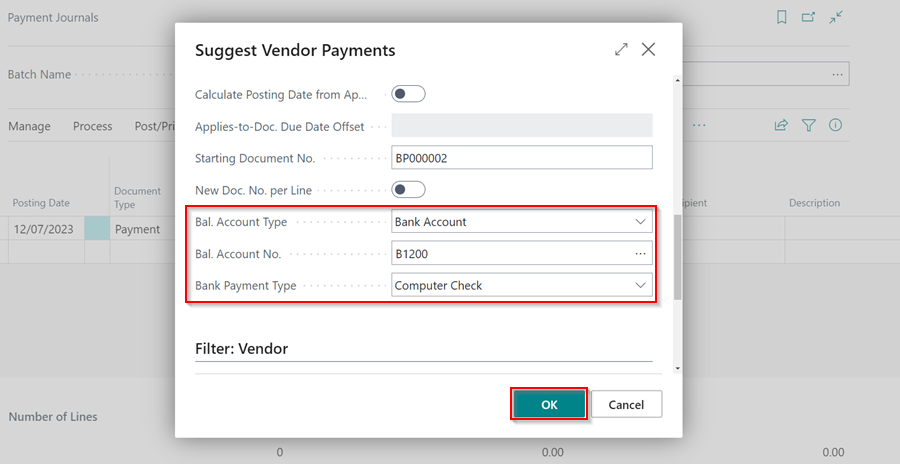 Payment Journals
Batch Name
Manage Process Post/Pri
Posting Date Document Type cipient Description
12/07/2023 Payment
Suggest Vendor Payments
Calculate Posting Date from Ap...
Applies-to-Doc. Due Date Offset
Starting Document No. BP000002
New Doc. No. per Line
Bal. Account Type Bank Account
Bal. Account No. B1200
Bank Payment Type Computer Check
Filter: Vendor
OK Cancel
Number of Lines
0 0.00 0.00